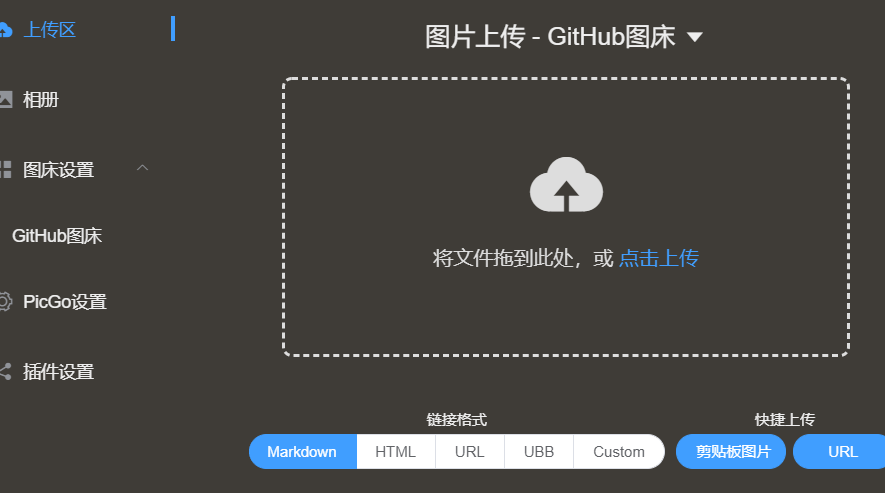 上传区
相册
图床设置
GitHub图床
PicGo设置
插件设置
图片上传 - GitHub图床
将文件拖到此处，或 点击上传
链接格式
Markdown HTML URL UBB Custom
快捷上传
剪贴板图片 URL